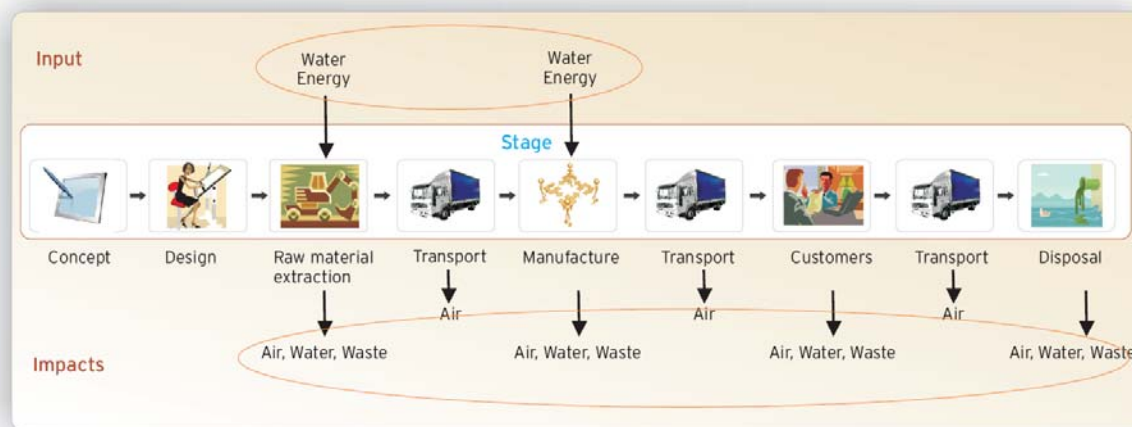 Input
Water
Energy
Water
Energy
Stage
Concept
Design
Raw material
extraction
Transport
Manufacture
Transport
Customers
Transport
Disposal
Air
Air
Air
Impacts
Air, Water, Waste
Air, Water, Waste
Air, Water, Waste
Air, Water, Waste